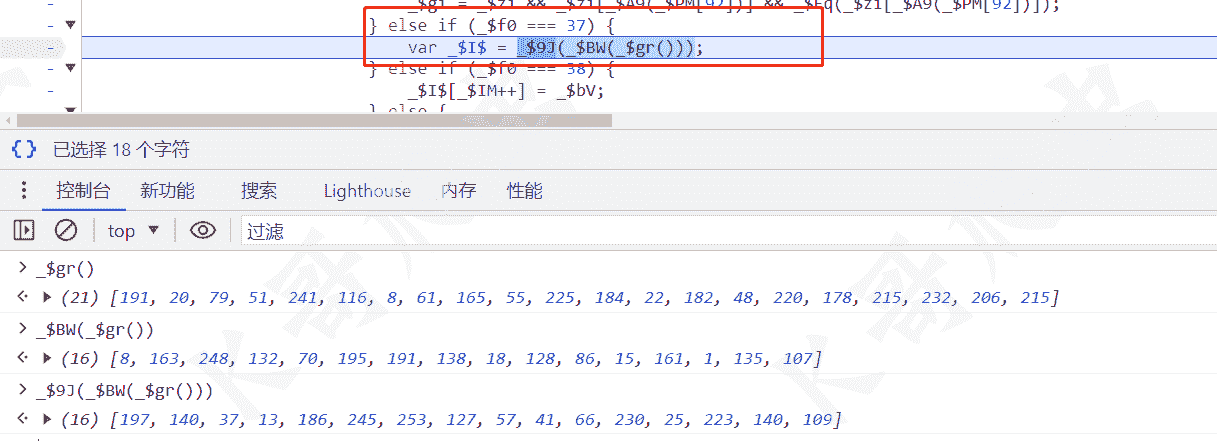 _$gl = _$zl && _$zl[_$A9(_$PM[92])] && _$Eq(_$zl[_$A9(_$PM[92])]);
} else if (_$f0 === 37) {
var _$I$ = _$9J(_$BW(_$gr()));
} else if (_$f0 === 38) {
_$I$[_$IM++] = _$bV;
} else {
{} 已选择 18 个字符
控制台 新功能 搜索 Lighthouse 内存 性能
top ▼ 过滤
> _$gr()
(21) [191, 20, 79, 51, 241, 116, 8, 61, 165, 55, 225, 184, 22, 182, 48, 220, 178, 215, 232, 206, 215]
> _$BW(_$gr())
(16) [8, 163, 248, 132, 70, 195, 191, 138, 18, 128, 86, 15, 161, 1, 135, 107]
> _$9J(_$BW(_$gr()))
(16) [197, 140, 37, 13, 186, 245, 253, 127, 57, 41, 66, 230, 25, 223, 140, 109]